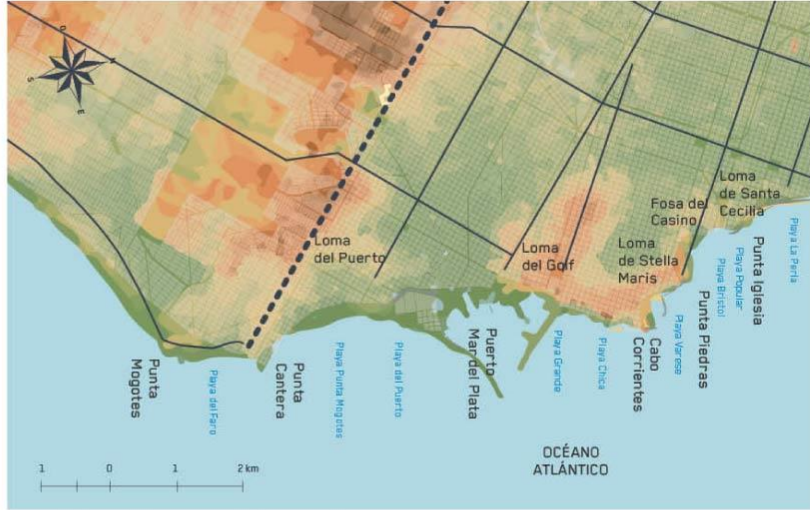 O
N
S
E
Loma
del Puerto
Loma
del Golf
Loma
de Stella
Maris
Fosa del
Casino
Loma
de Santa
Cecilia
Punta
Mogotes
Playa del Faro
Punta
Cantera
Playa Punta Mogotes
Playa del Puerto
Puerto
Mar del Plata
Playa Grande
Playa Chica
Cabo
Corrientes
Playa Varese
Punta Piedras
Playa Bristol
Playa Popular
Punta Iglesia
Playa La Perla
OCÉANO
ATLÁNTICO
1 0 1 2 km